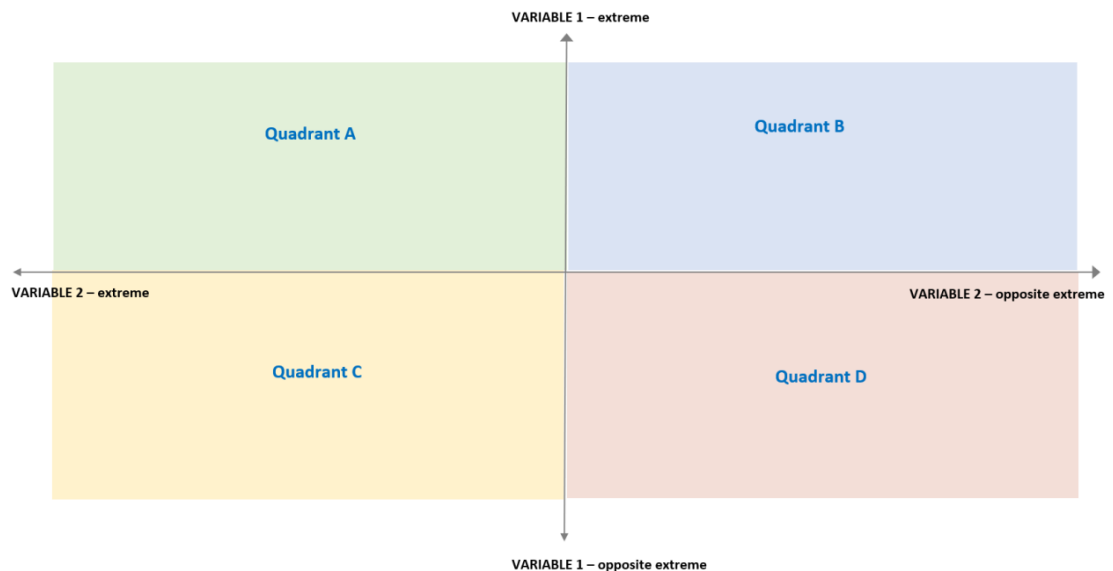 VARIABLE 1 – extreme
Quadrant A
Quadrant B
VARIABLE 2 – extreme
VARIABLE 2 – opposite extreme
Quadrant C
Quadrant D
VARIABLE 1 – opposite extreme